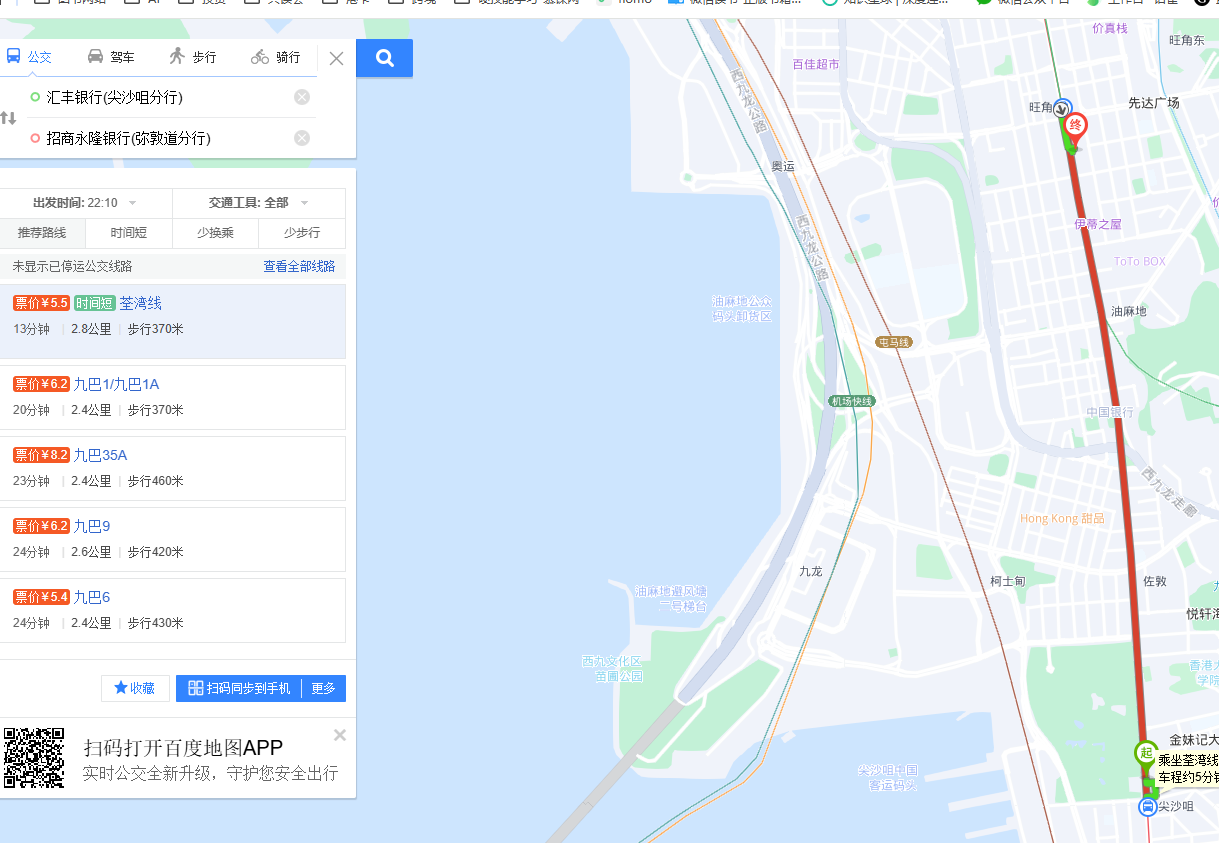 公交
驾车
步行
骑行
汇丰银行(尖沙咀分行)
招商永隆银行(弥敦道分行)
出发时间: 22:10
交通工具: 全部
推荐路线
时间短
少换乘
少步行
未显示已停运公交线路
查看全部线路
票价¥5.5 时间短 荃湾线
13分钟 | 2.8公里 | 步行370米
票价¥6.2 九巴1/九巴1A
20分钟 | 2.4公里 | 步行370米
票价¥8.2 九巴35A
23分钟 | 2.4公里 | 步行460米
票价¥6.2 九巴9
24分钟 | 2.6公里 | 步行420米
票价¥5.4 九巴6
24分钟 | 2.4公里 | 步行430米
收藏
扫码同步到手机
更多
扫码打开百度地图APP
实时公交全新升级，守护您安全出行
价真栈
旺角东
百佳超市
西九龙公路
旺角
先达广场
终
奥运
西九龙公路
伊蒂之屋
ToTo BOX
油麻地公众
码头卸货区
油麻地
屯马线
机场快线
中国银行
西九龙走廊
Hong Kong 甜品
九龙
柯士甸
佐敦
油麻地避风塘
二号梯台
悦轩海
西九文化区
苗圃公园
香港大
学院
金妹记大
起
乘坐荃湾线
车程约5分钟
尖沙咀中国
客运码头
尖沙咀